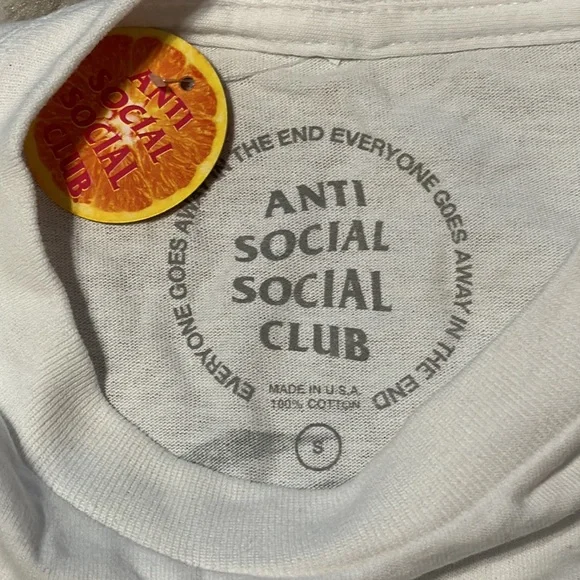 ANTI
SOCIAL
SOCIAL
CLUB.
EVERYONE GOES AWAY IN THE END EVERYONE GOES AWAY IN THE END
ANTI
SOCIAL
SOCIAL
CLUB
MADE IN U.S.A.
100% COTTON
S